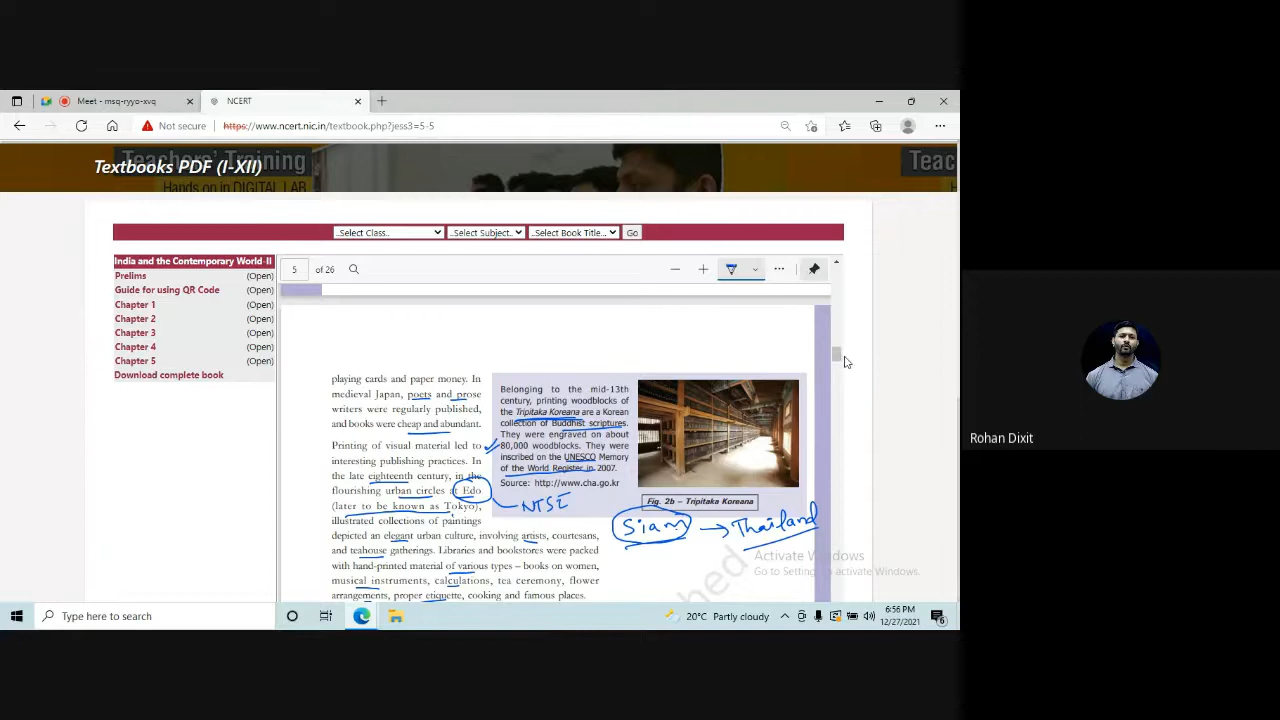 Meet - msq-ryyo-xvq
NCERT
Not secure
https://www.ncert.nic.in/textbook.php?jess3=5-5
Teachers' Training
Textbooks PDF (I-XII)
Hands on in DIGITAL LAB
Teac
..Select Class..
..Select Subject..
..Select Book Title...
Go
India and the Contemporary World-II
Prelims (Open)
Guide for using QR Code (Open)
Chapter 1 (Open)
Chapter 2 (Open)
Chapter 3 (Open)
Chapter 4 (Open)
Chapter 5 (Open)
Download complete book
5 of 26
playing cards and paper money. In
medieval Japan, poets and prose
writers were regularly published,
and books were cheap and abundant.
Printing of visual material led to
interesting publishing practices. In
the late eighteenth century, in the
flourishing urban circles at Edo
(later to be known as Tokyo),
illustrated collections of paintings
depicted an elegant urban culture, involving artists, courtesans,
and teahouse gatherings. Libraries and bookstores were packed
with hand-printed material of various types – books on women,
musical instruments, calculations, tea ceremony, flower
arrangements, proper etiquette, cooking and famous places.
Belonging to the mid-13th
century, printing woodblocks of
the Tripitaka Koreana are a Korean
collection of Buddhist scriptures.
They were engraved on about
80,000 woodblocks. They were
inscribed on the UNESCO Memory
of the World Register in 2007.
Source: http://www.cha.go.kr
Fig. 2b – Tripitaka Koreana
NTSE
Siam → Thailand
shed
Activate Windows
Go to Settings to activate Windows.
Rohan Dixit
Type here to search
20°C Partly cloudy
6:56 PM
12/27/2021
6